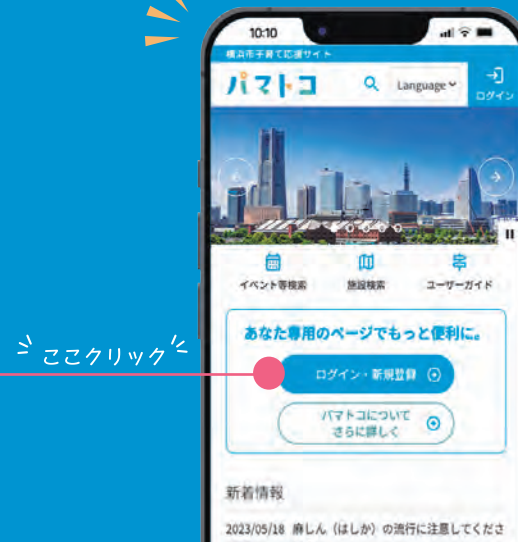 10:10
横浜市子育て応援サイト
パマトコ
Language
ログイン
イベント等検索
施設検索
ユーザーガイド
あなた専用のページでもっと便利に。
ここクリック
ログイン・新規登録
パマトコについて
さらに詳しく
新着情報
2023/05/18 麻しん（はしか）の流行に注意してくださ